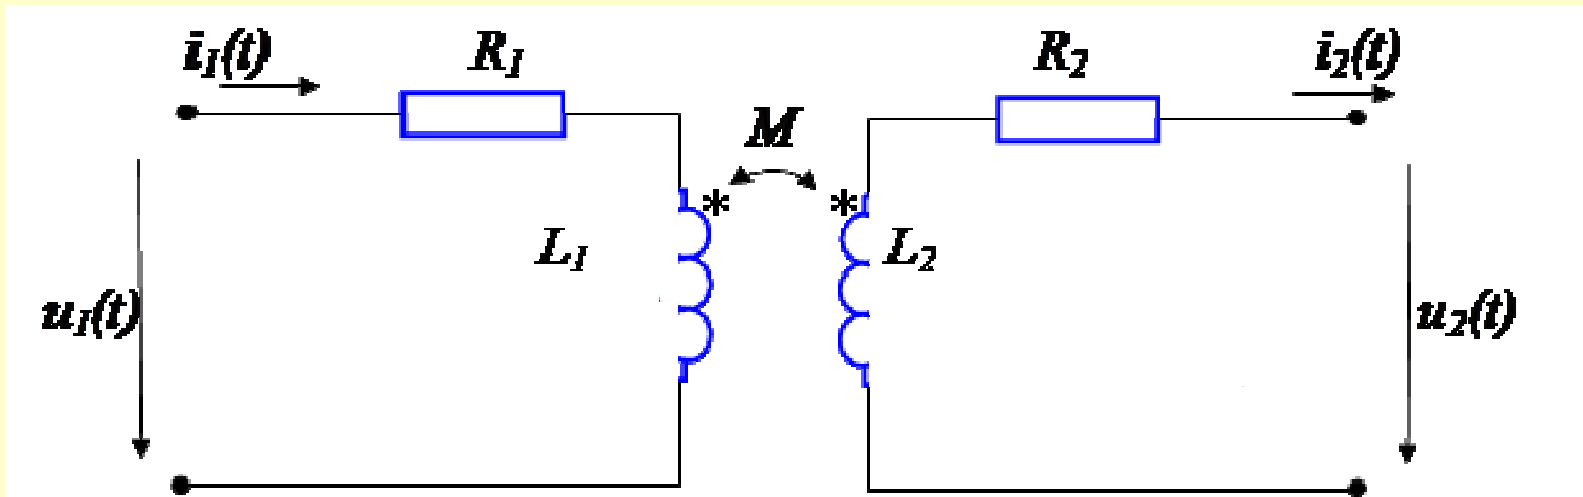 i₁(t) R₁ R₂ i₂(t)
M
* *
L₁ L₂
u₁(t) u₂(t)